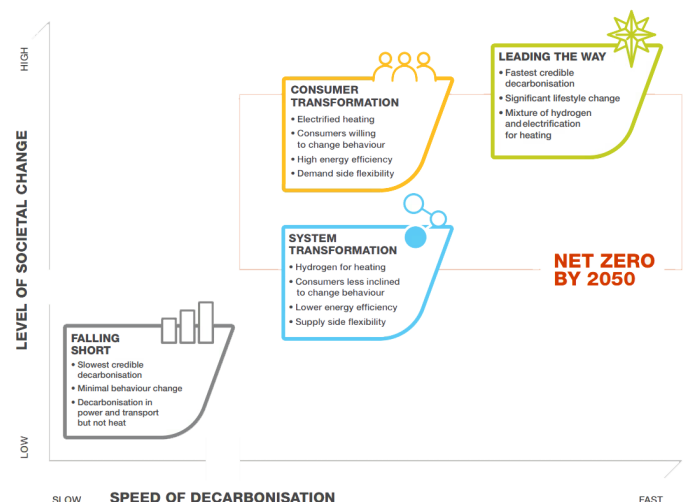 HIGH
LEVEL OF SOCIETAL CHANGE
LOW
CONSUMER
TRANSFORMATION
• Electrified heating
• Consumers willing
to change behaviour
• High energy efficiency
• Demand side flexibility
LEADING THE WAY
• Fastest credible
decarbonisation
• Significant lifestyle change
• Mixture of hydrogen
andelectrification
for heating
SYSTEM
TRANSFORMATION
• Hydrogen for heating
• Consumers less inclined
to change behaviour
• Lower energy efficiency
• Supply side flexibility
NET ZERO
BY 2050
FALLING
SHORT
• Slowest credible
decarbonisation
• Minimal behaviour change
• Decarbonisation in
power and transport
but not heat
SLOW
SPEED OF DECARBONISATION
FAST